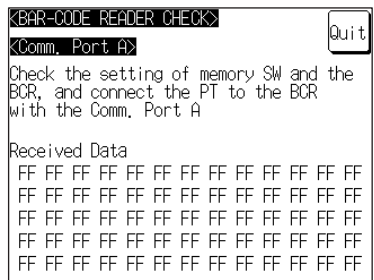 <BAR-CODE READER CHECK>
Quit
<Comm. Port A>
Check the setting of memory SW and the
BCR, and connect the PT to the BCR
with the Comm. Port A
Received Data
FF FF FF FF FF FF FF FF FF FF FF FF FF
FF FF FF FF FF FF FF FF FF FF FF FF FF
FF FF FF FF FF FF FF FF FF FF FF FF FF
FF FF FF FF FF FF FF FF FF FF FF FF FF
FF FF FF FF FF FF FF FF FF FF FF FF FF